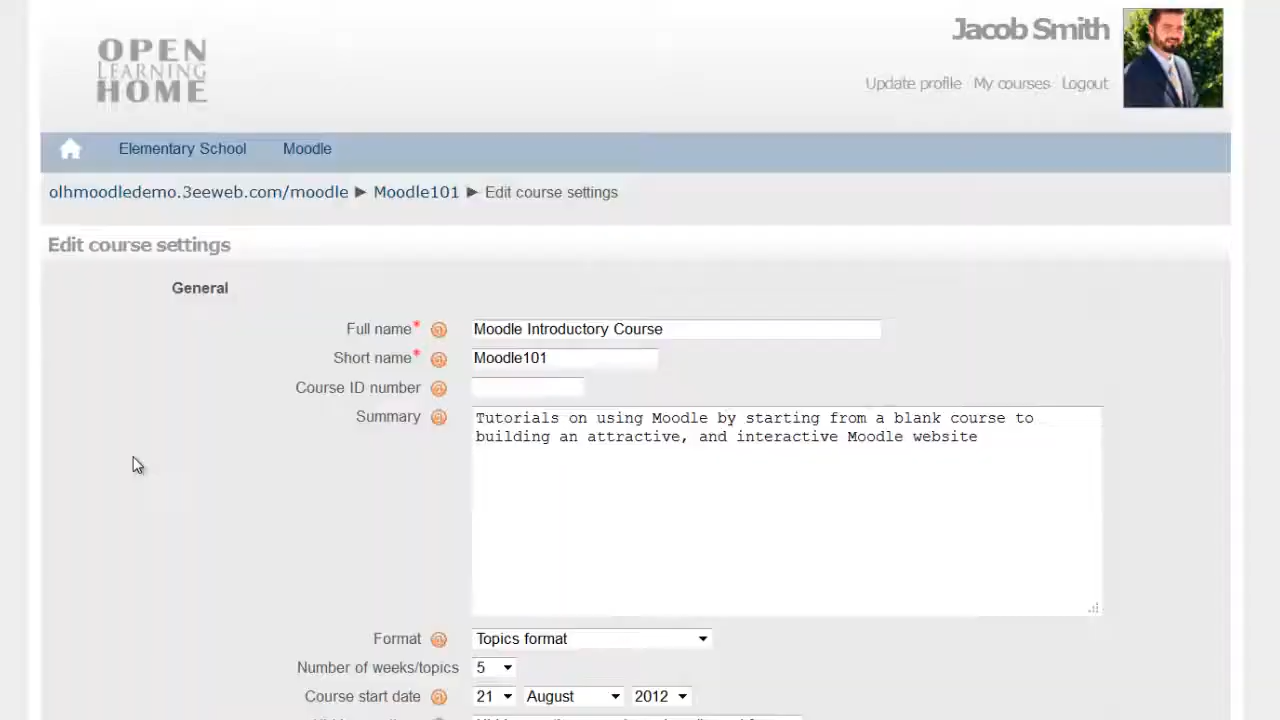 OPEN
LEARNING
HOME
Jacob Smith
Update profile My courses Logout
Elementary School Moodle
olhmoodledemo.3eeweb.com/moodle ► Moodle101 ► Edit course settings
Edit course settings
General
Full name* Moodle Introductory Course
Short name* Moodle101
Course ID number
Summary Tutorials on using Moodle by starting from a blank course to
building an attractive, and interactive Moodle website
Format Topics format
Number of weeks/topics 5
Course start date 21 August 2012